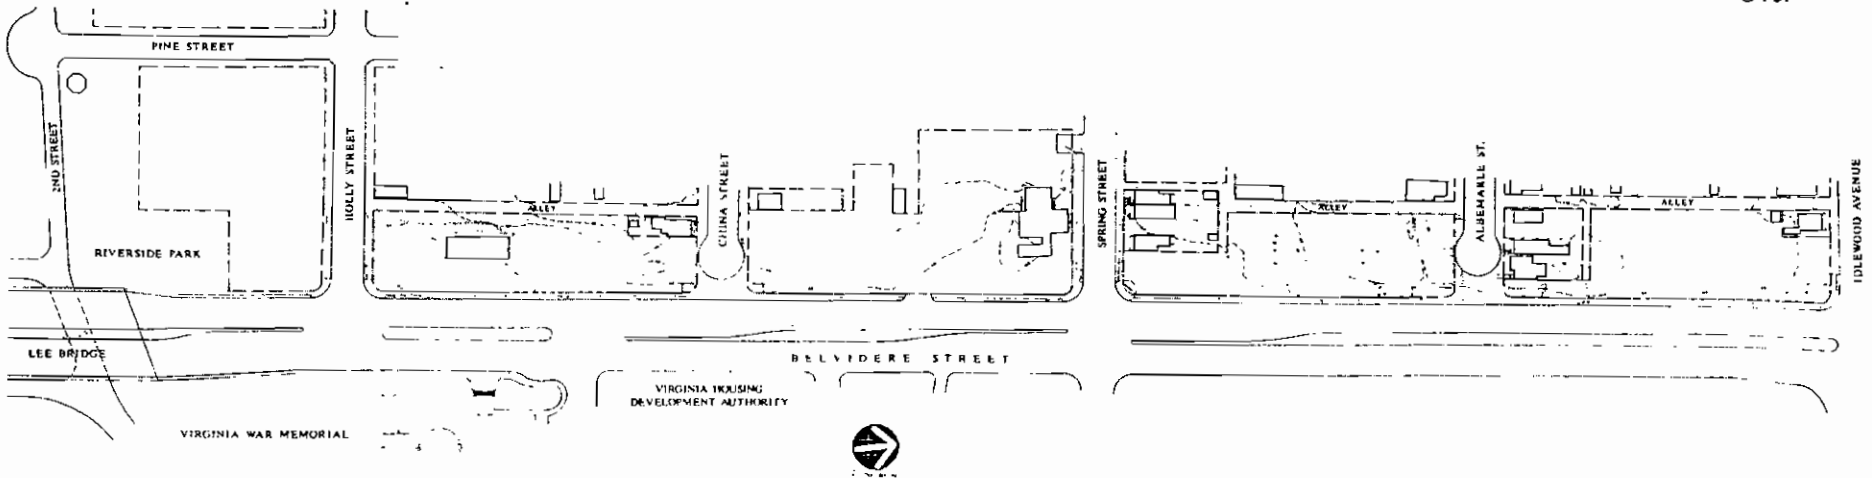 PINE STREET
2ND STREET
HOLLY STREET
CHINA STREET
SPRING STREET
ALBEMARLE ST.
IDLEWOOD AVENUE
ALLEY
ALLEY
ALLEY
RIVERSIDE PARK
LEE BRIDGE
BELVIDERE STREET
VIRGINIA HOUSING
DEVELOPMENT AUTHORITY
VIRGINIA WAR MEMORIAL